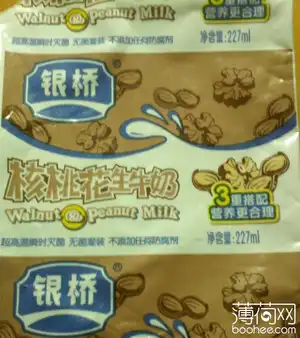 Walnut peanut Milk
超高温瞬时灭菌 无菌灌装 不添加任何防腐剂
3重搭配
营养更合理
净含量:227ml
银桥®
核桃花生牛奶
Walnut peanut Milk
3重搭配
营养更合理
超高温瞬时灭菌 无菌灌装 不添加任何防腐剂
净含量:227ml
银桥®
薄荷网
boohee.com